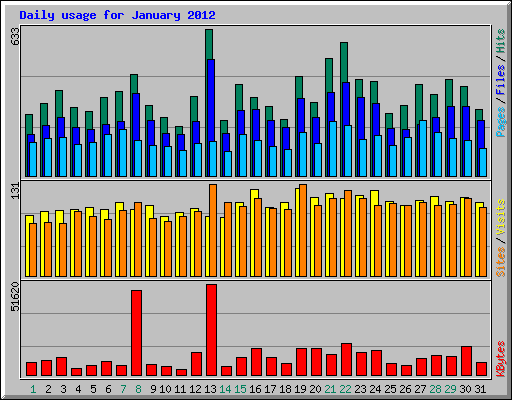 Daily usage for January 2012
633
Pages / Files / Hits
131
Sites / Visits
51620
KBytes
1 2 3 4 5 6 7 8 9 10 11 12 13 14 15 16 17 18 19 20 21 22 23 24 25 26 27 28 29 30 31